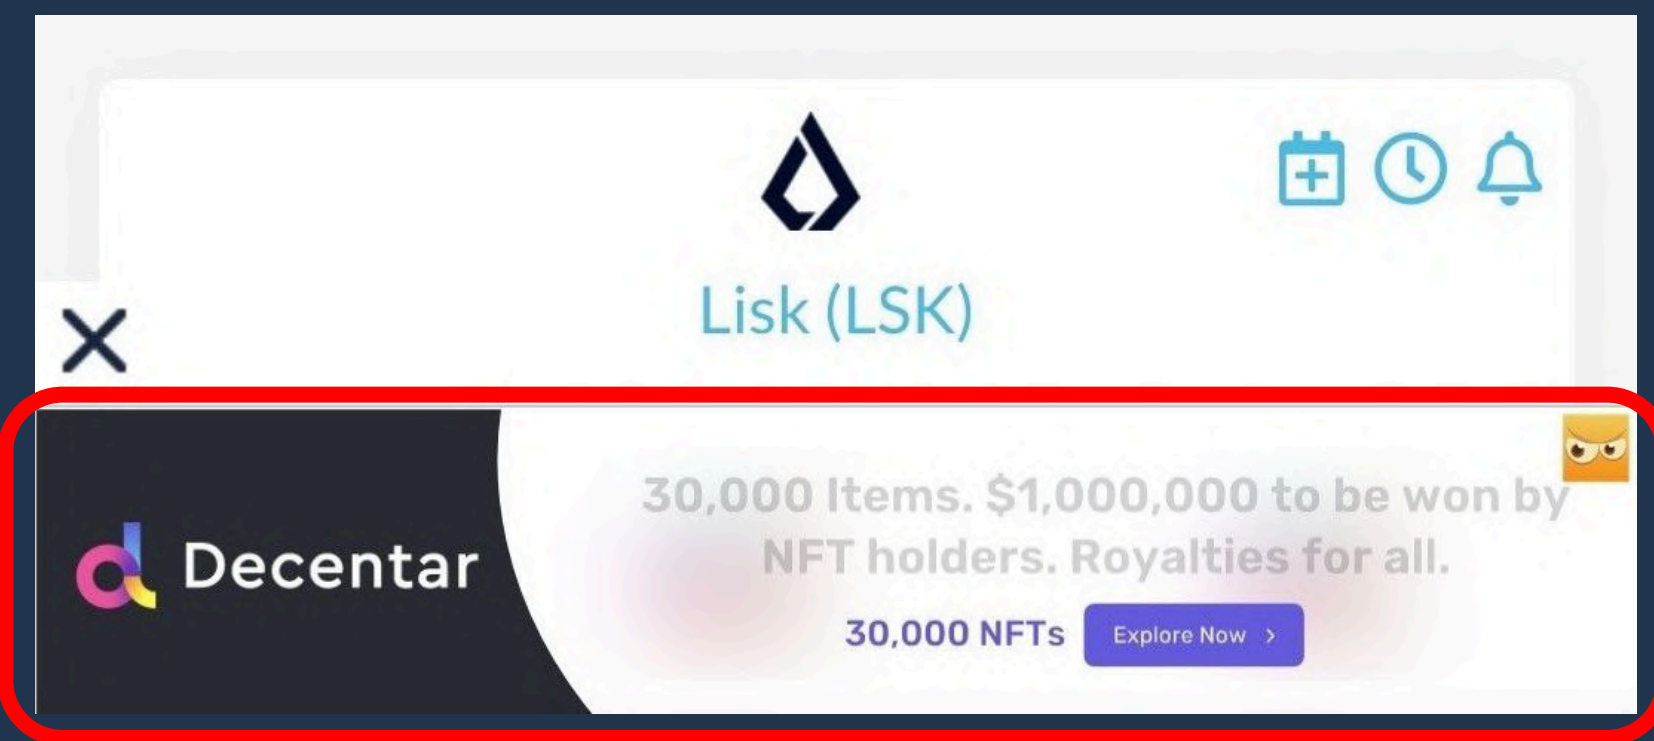 Lisk (LSK)
Decentar
30,000 Items. $1,000,000 to be won by
NFT holders. Royalties for all.
30,000 NFTs
Explore Now